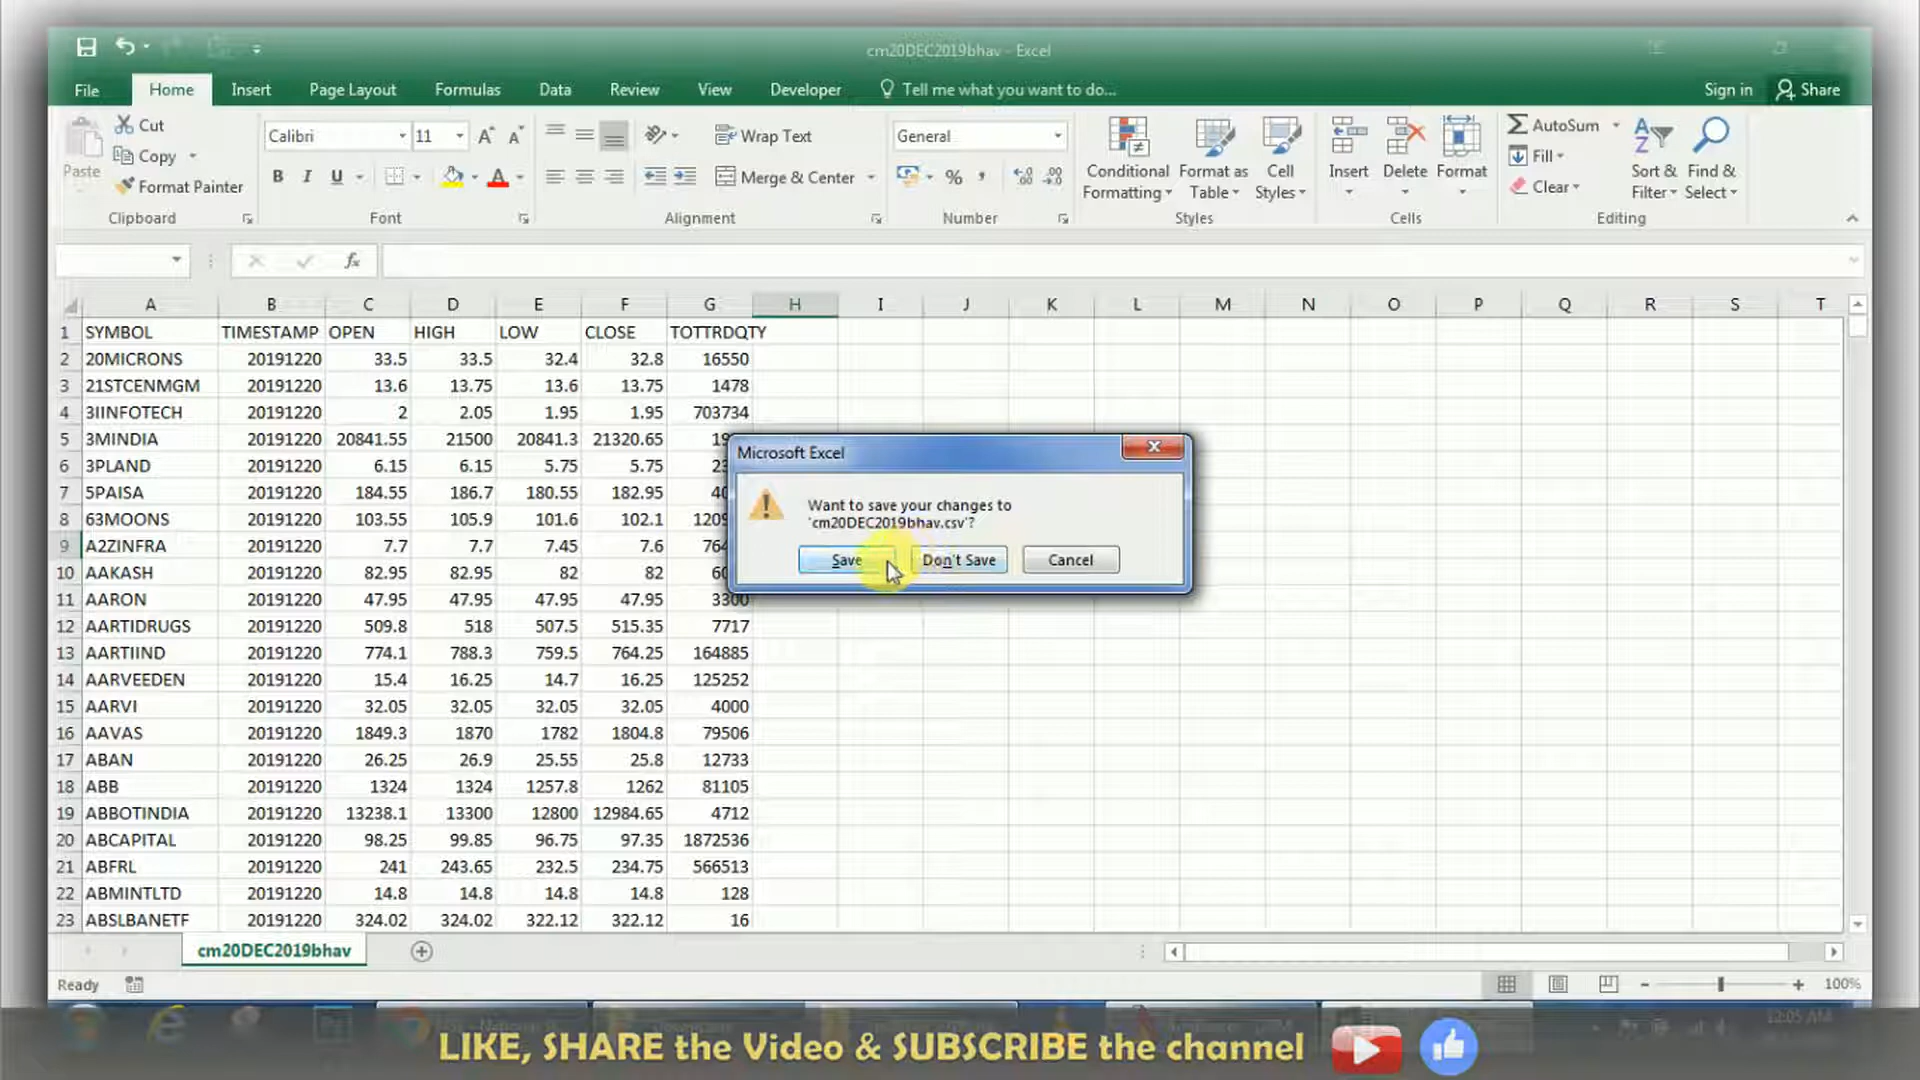 cm20DEC2019bhav - Excel
File Home Insert Page Layout Formulas Data Review View Developer Tell me what you want to do... Sign in Share
Cut
Copy
Format Painter
Paste
Clipboard
Calibri 11
B I U A
Font
Wrap Text
Merge & Center
Alignment
General
%
Number
Conditional Formatting
Format as Table
Cell Styles
Styles
Insert Delete Format
Cells
AutoSum
Fill
Clear
Sort & Filter
Find & Select
Editing
fx
A B C D E F G H I J K L M N O P Q R S T
1 SYMBOL TIMESTAMP OPEN HIGH LOW CLOSE TOTTRDQTY
2 20MICRONS 20191220 33.5 33.5 32.4 32.8 16550
3 21STCENMGM 20191220 13.6 13.75 13.6 13.75 1478
4 3IINFOTECH 20191220 2 2.05 1.95 1.95 703734
5 3MINDIA 20191220 20841.55 21500 20841.3 21320.65
6 3PLAND 20191220 6.15 6.15 5.75 5.75
7 5PAISA 20191220 184.55 186.7 180.55 182.95
8 63MOONS 20191220 103.55 105.9 101.6 102.1
9 A2ZINFRA 20191220 7.7 7.7 7.45 7.6
10 AAKASH 20191220 82.95 82.95 82 82
11 AARON 20191220 47.95 47.95 47.95 47.95 3300
12 AARTIDRUGS 20191220 509.8 518 507.5 515.35 7717
13 AARTIIND 20191220 774.1 788.3 759.5 764.25 164885
14 AARVEEDEN 20191220 15.4 16.25 14.7 16.25 125252
15 AARVI 20191220 32.05 32.05 32.05 32.05 4000
16 AAVAS 20191220 1849.3 1870 1782 1804.8 79506
17 ABAN 20191220 26.25 26.9 25.55 25.8 12733
18 ABB 20191220 1324 1324 1257.8 1262 81105
19 ABBOTINDIA 20191220 13238.1 13300 12800 12984.65 4712
20 ABCAPITAL 20191220 98.25 99.85 96.75 97.35 1872536
21 ABFRL 20191220 241 243.65 232.5 234.75 566513
22 ABMINTLTD 20191220 14.8 14.8 14.8 14.8 128
23 ABSLBANETF 20191220 324.02 324.02 322.12 322.12 16
Microsoft Excel
Want to save your changes to
'cm20DEC2019bhav.csv'?
Save Don't Save Cancel
cm20DEC2019bhav
Ready 100%
12:05 AM
LIKE, SHARE the Video & SUBSCRIBE the channel